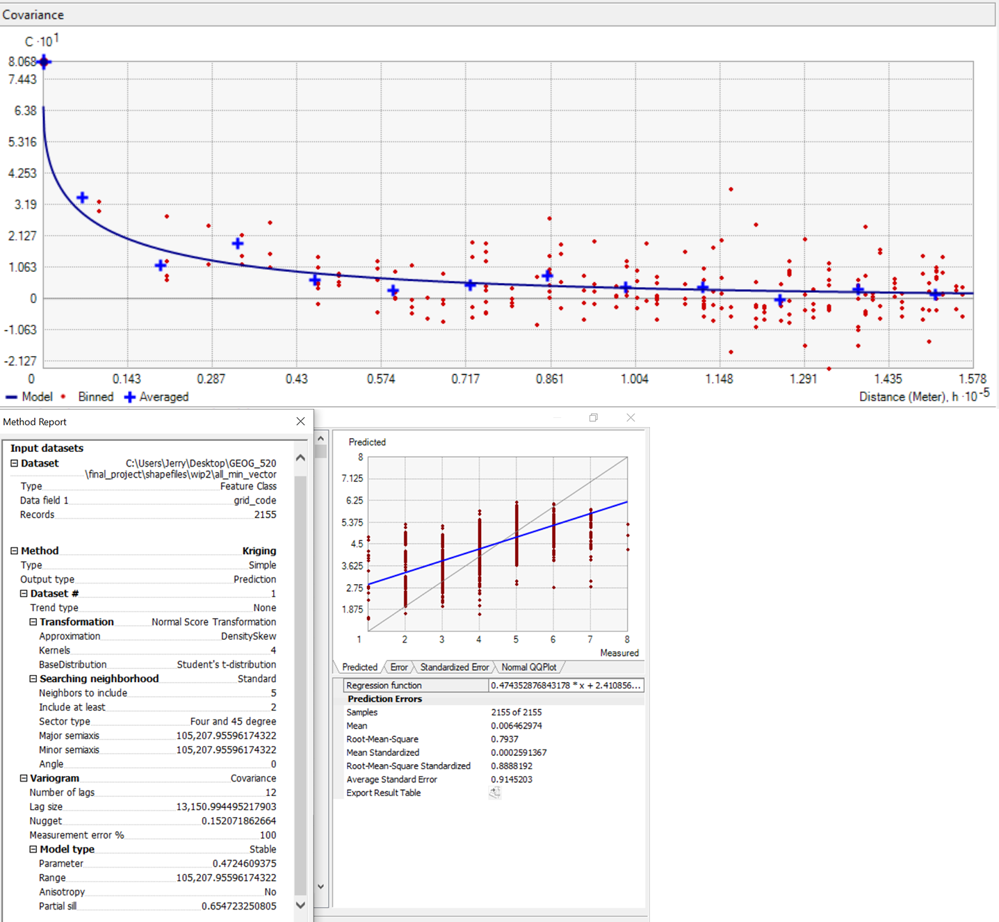 Covariance
C ·10¹
8.068
7.443
6.38
5.316
4.253
3.19
2.127
1.063
0
-1.063
-2.127
0 0.143 0.287 0.43 0.574 0.717 0.861 1.004 1.148 1.291 1.435 1.578
Model Binned Averaged Distance (Meter), h ·10⁻⁵
Method Report
Input datasets
Dataset C:\Users\Jerry\Desktop\GEOG_520
\final_project\shapefiles\wip2\all_min_vector
Type Feature Class
Data field 1 grid_code
Records 2155
Method Kriging
Type Simple
Output type Prediction
Dataset # 1
Trend type None
Transformation Normal Score Transformation
Approximation DensitySkew
Kernels 4
BaseDistribution Student's t-distribution
Searching neighborhood Standard
Neighbors to include 5
Include at least 2
Sector type Four and 45 degree
Major semiaxis 105,207.95596174322
Minor semiaxis 105,207.95596174322
Angle 0
Variogram Covariance
Number of lags 12
Lag size 13,150.994495217903
Nugget 0.152071862664
Measurement error % 100
Model type Stable
Parameter 0.4724609375
Range 105,207.95596174322
Anisotropy No
Partial sill 0.654723250805
Predicted
8
7.125
6.25
5.375
4.5
3.625
2.75
1.875
1 2 3 4 5 6 7 8
Measured
Predicted Error Standardized Error Normal QQPlot
Regression function 0.474352876843178 * x + 2.410856...
Prediction Errors
Samples 2155 of 2155
Mean 0.006462974
Root-Mean-Square 0.7937
Mean Standardized 0.0002591367
Root-Mean-Square Standardized 0.8888192
Average Standard Error 0.9145203
Export Result Table